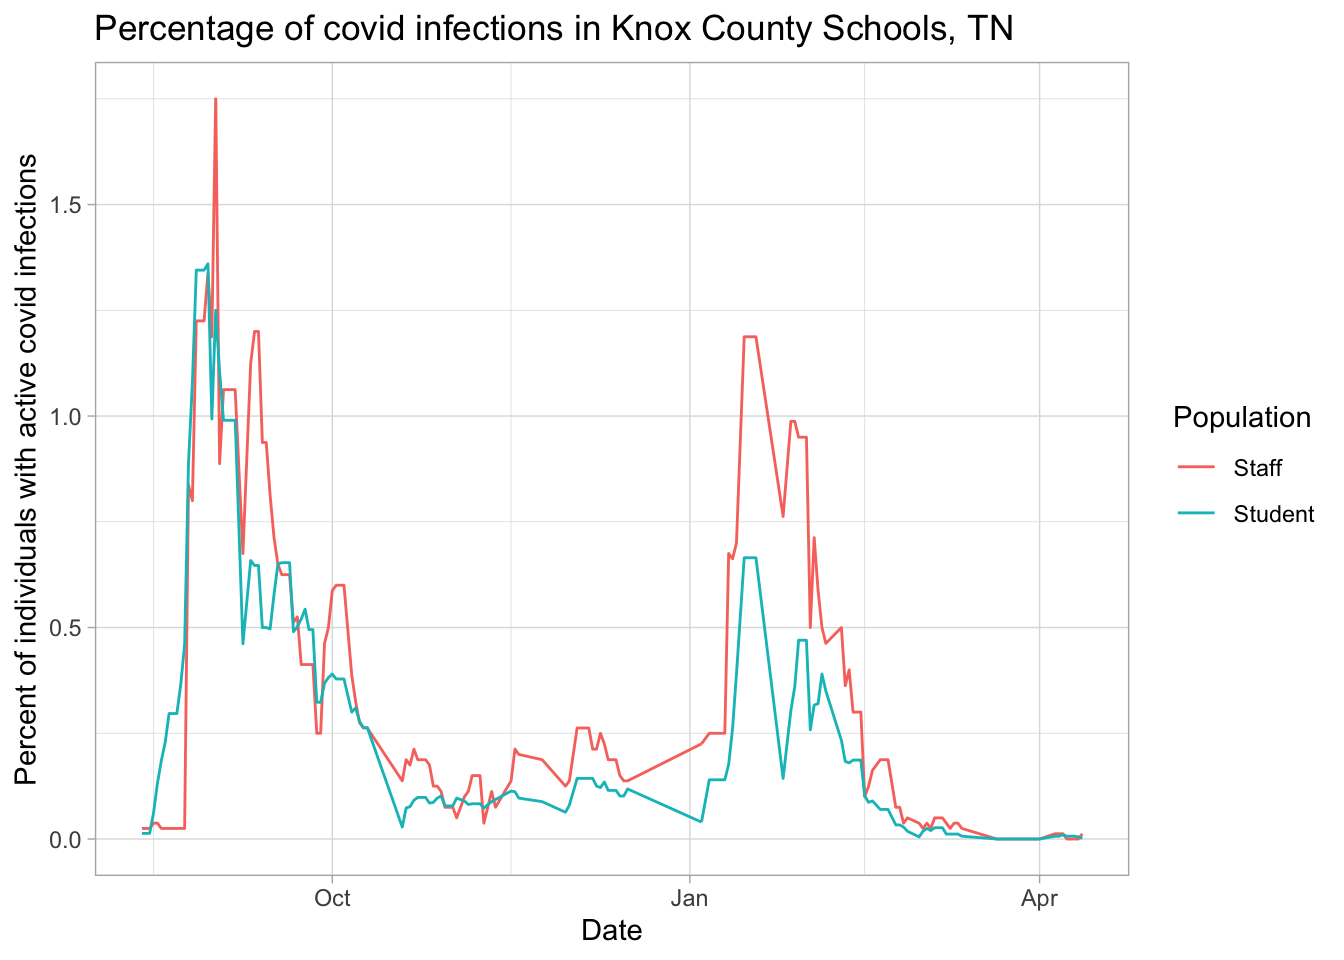 Percentage of covid infections in Knox County Schools, TN
Percent of individuals with active covid infections
1.5
1.0
0.5
0.0
Oct
Jan
Apr
Date
Population
Staff
Student